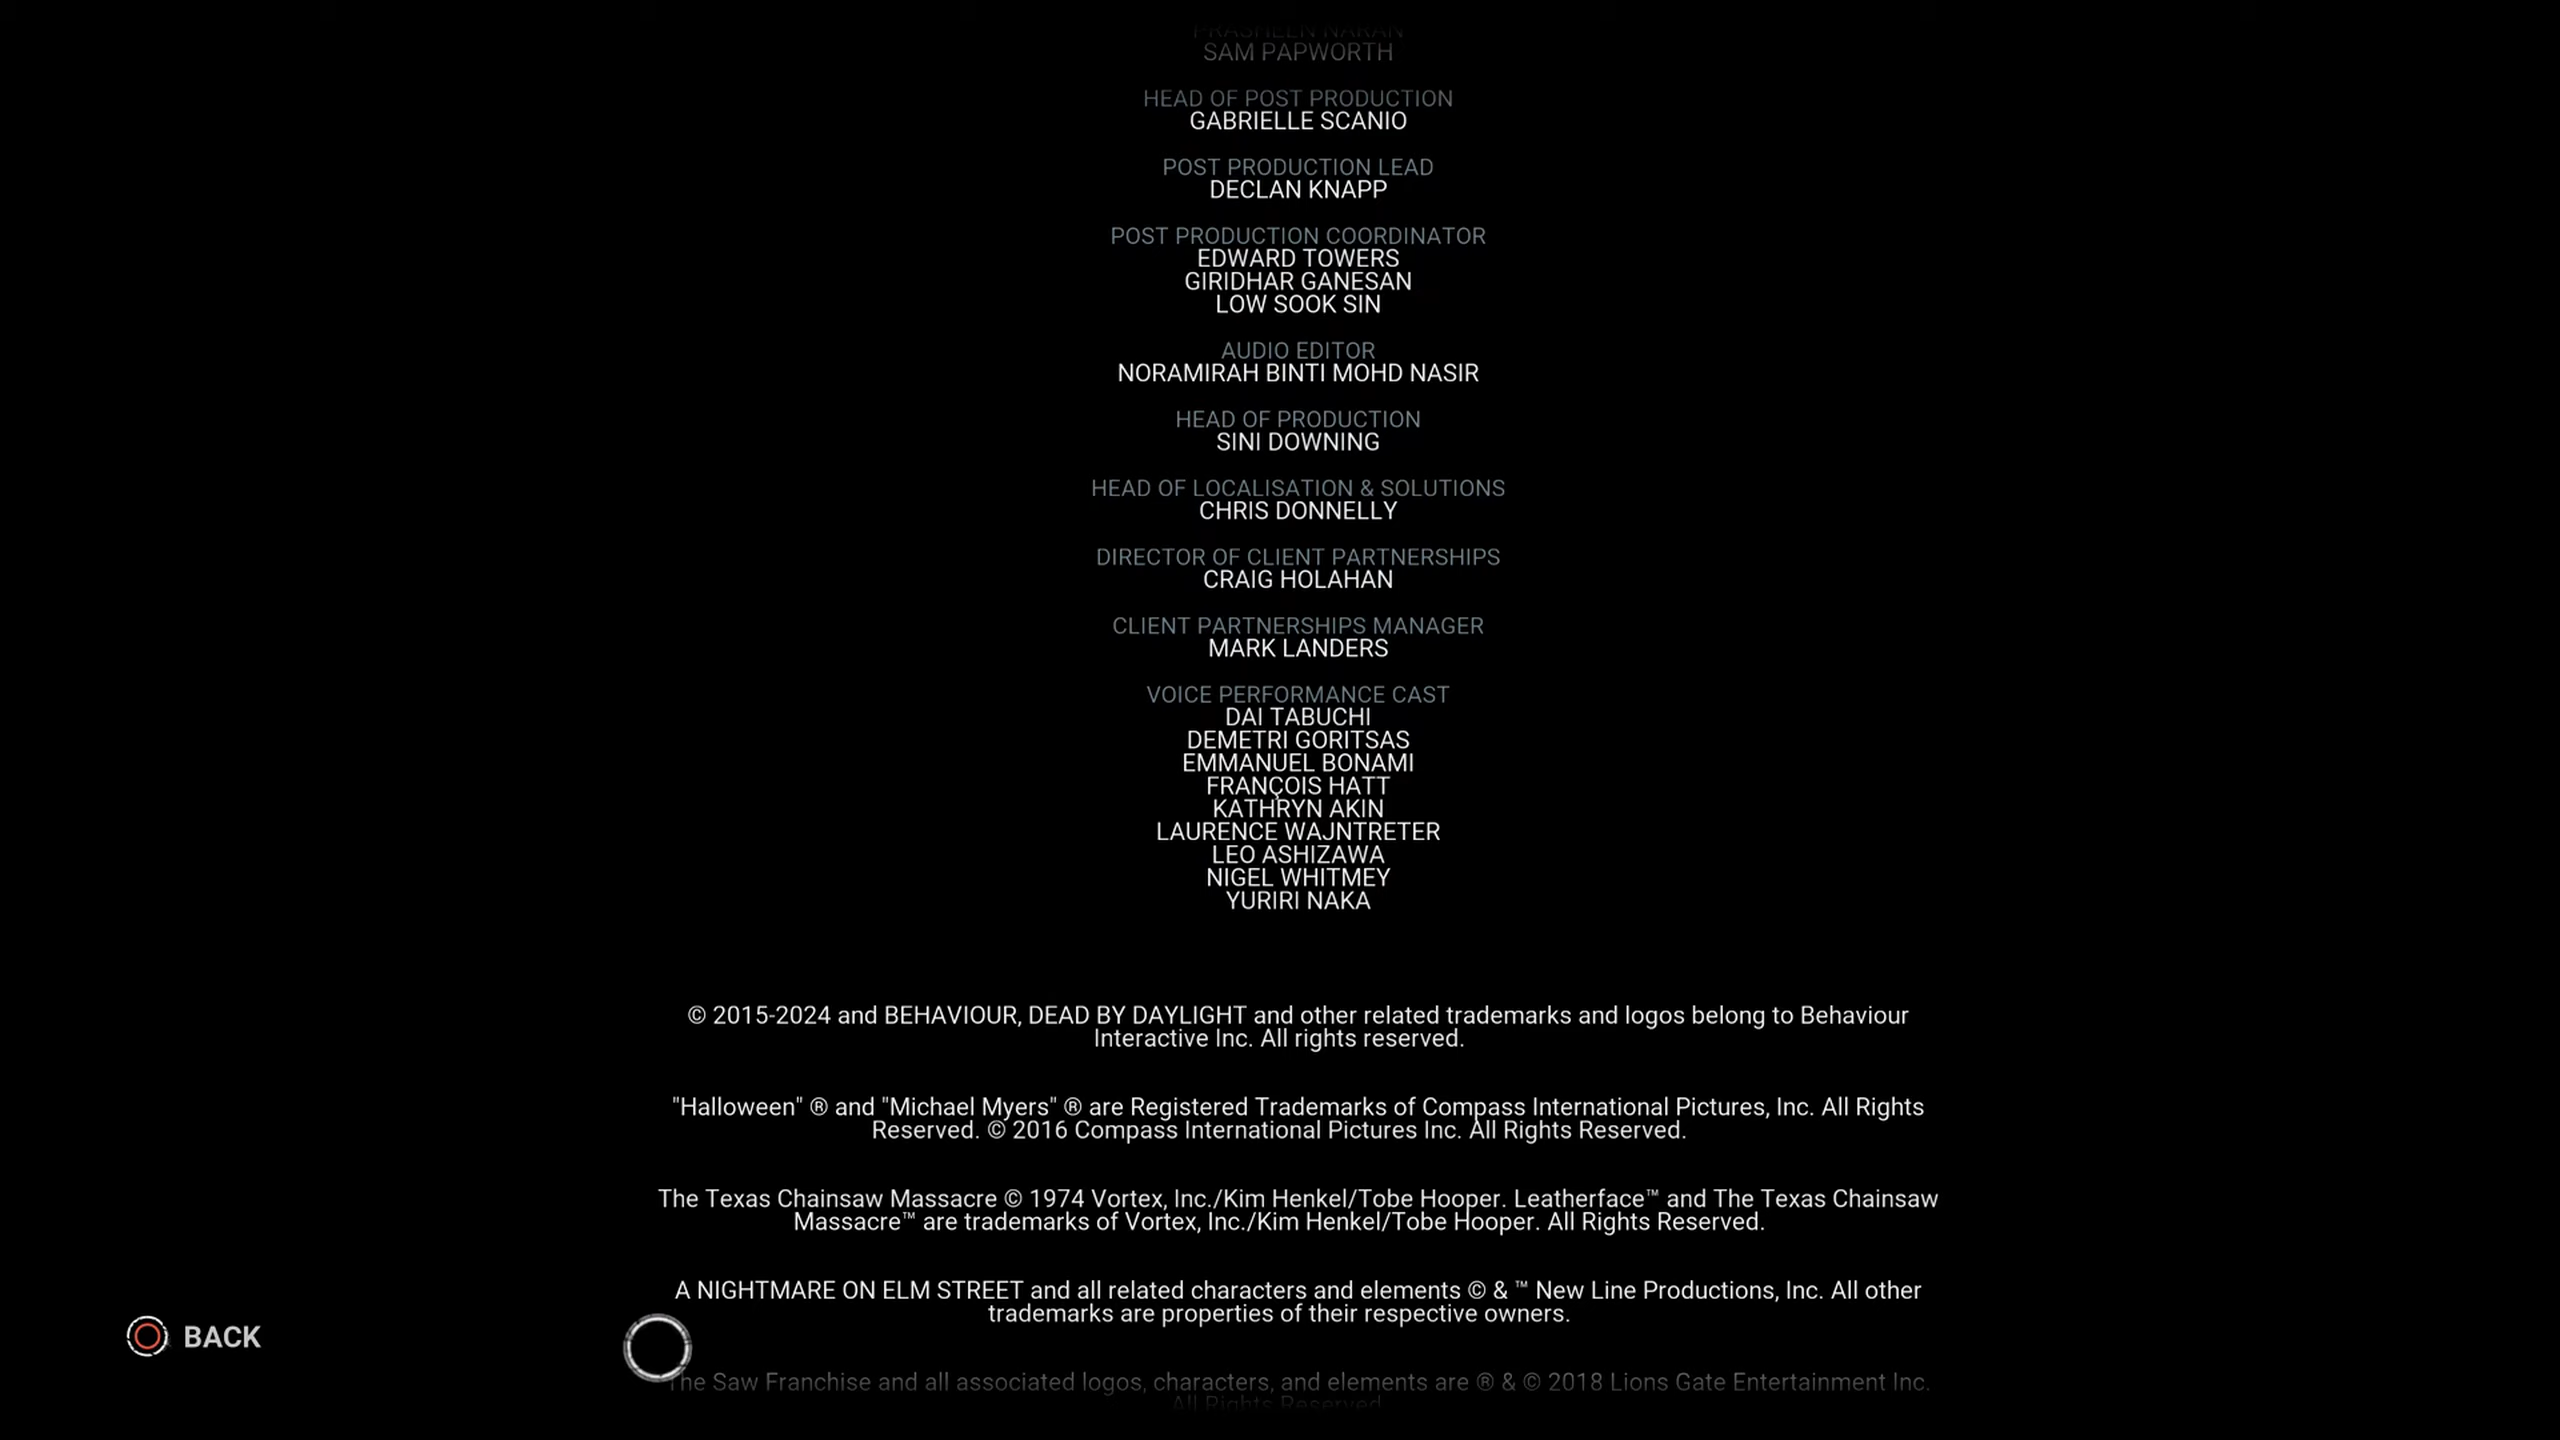 PRASHEEN NARAN
SAM PAPWORTH
HEAD OF POST PRODUCTION
GABRIELLE SCANIO
POST PRODUCTION LEAD
DECLAN KNAPP
POST PRODUCTION COORDINATOR
EDWARD TOWERS
GIRIDHAR GANESAN
LOW SOOK SIN
AUDIO EDITOR
NORAMIRAH BINTI MOHD NASIR
HEAD OF PRODUCTION
SINI DOWNING
HEAD OF LOCALISATION & SOLUTIONS
CHRIS DONNELLY
DIRECTOR OF CLIENT PARTNERSHIPS
CRAIG HOLAHAN
CLIENT PARTNERSHIPS MANAGER
MARK LANDERS
VOICE PERFORMANCE CAST
DAI TABUCHI
DEMETRI GORITSAS
EMMANUEL BONAMI
FRANÇOIS HATT
KATHRYN AKIN
LAURENCE WAJNTRETER
LEO ASHIZAWA
NIGEL WHITMEY
YURIRI NAKA
© 2015-2024 and BEHAVIOUR, DEAD BY DAYLIGHT and other related trademarks and logos belong to Behaviour
Interactive Inc. All rights reserved.
"Halloween" ® and "Michael Myers" ® are Registered Trademarks of Compass International Pictures, Inc. All Rights
Reserved. © 2016 Compass International Pictures Inc. All Rights Reserved.
The Texas Chainsaw Massacre © 1974 Vortex, Inc./Kim Henkel/Tobe Hooper. Leatherface™ and The Texas Chainsaw
Massacre™ are trademarks of Vortex, Inc./Kim Henkel/Tobe Hooper. All Rights Reserved.
A NIGHTMARE ON ELM STREET and all related characters and elements © & ™ New Line Productions, Inc. All other
trademarks are properties of their respective owners.
BACK
The Saw Franchise and all associated logos, characters, and elements are ® & © 2018 Lions Gate Entertainment Inc.
All Rights Reserved